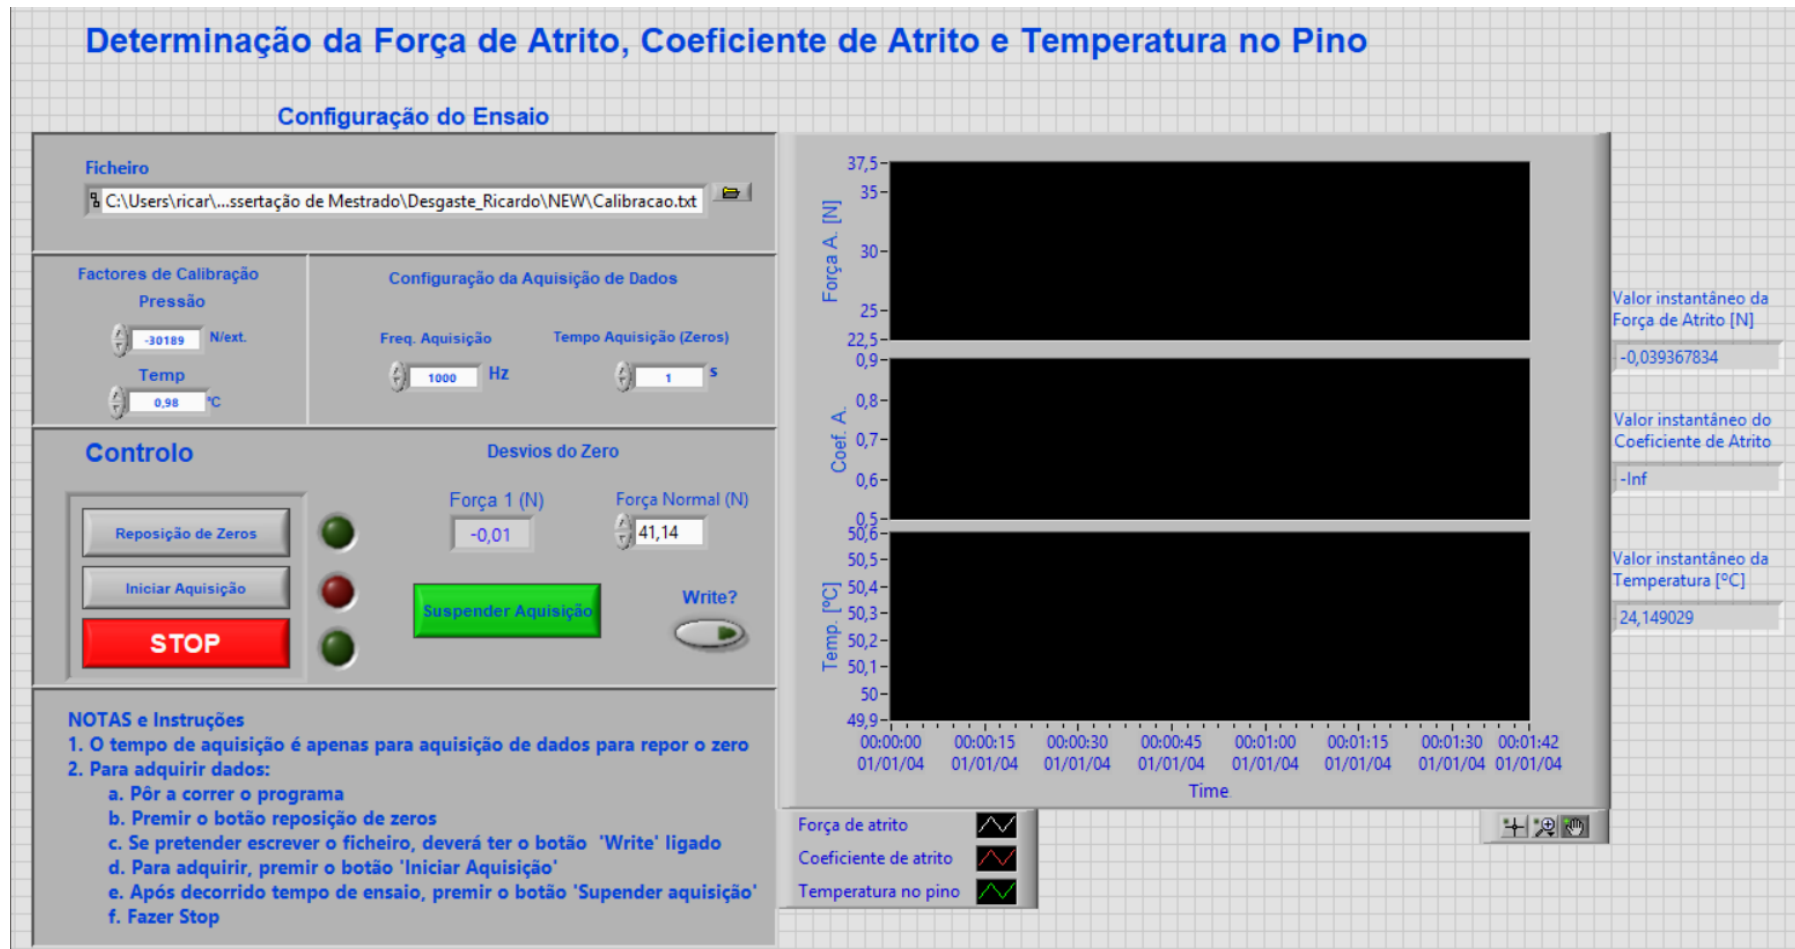 Determinação da Força de Atrito, Coeficiente de Atrito e Temperatura no Pino
Configuração do Ensaio
Ficheiro
C:\Users\ricar\...ssertação de Mestrado\Desgaste_Ricardo\NEW\Calibracao.txt
Factores de Calibração
Pressão
-30189 N/ext.
Temp
0,98 °C
Configuração da Aquisição de Dados
Freq. Aquisição
1000 Hz
Tempo Aquisição (Zeros)
1 s
Controlo
Reposição de Zeros
Iniciar Aquisição
STOP
Desvios do Zero
Força 1 (N)
-0,01
Força Normal (N)
41,14
Suspender Aquisição
Write?
NOTAS e Instruções
1. O tempo de aquisição é apenas para aquisição de dados para repor o zero
2. Para adquirir dados:
a. Pôr a correr o programa
b. Premir o botão reposição de zeros
c. Se pretender escrever o ficheiro, deverá ter o botão 'Write' ligado
d. Para adquirir, premir o botão 'Iniciar Aquisição'
e. Após decorrido tempo de ensaio, premir o botão 'Supender aquisição'
f. Fazer Stop
Força A. [N]
37,5
35
30
25
22,5
Coef. A.
0,9
0,8
0,7
0,6
0,5
Temp. [ºC]
50,6
50,5
50,4
50,3
50,2
50,1
50
49,9
00:00:00 00:00:15 00:00:30 00:00:45 00:01:00 00:01:15 00:01:30 00:01:42
01/01/04 01/01/04 01/01/04 01/01/04 01/01/04 01/01/04 01/01/04 01/01/04
Time
Força de atrito
Coeficiente de atrito
Temperatura no pino
Valor instantâneo da
Força de Atrito [N]
-0,039367834
Valor instantâneo do
Coeficiente de Atrito
-Inf
Valor instantâneo da
Temperatura [ºC]
24,149029